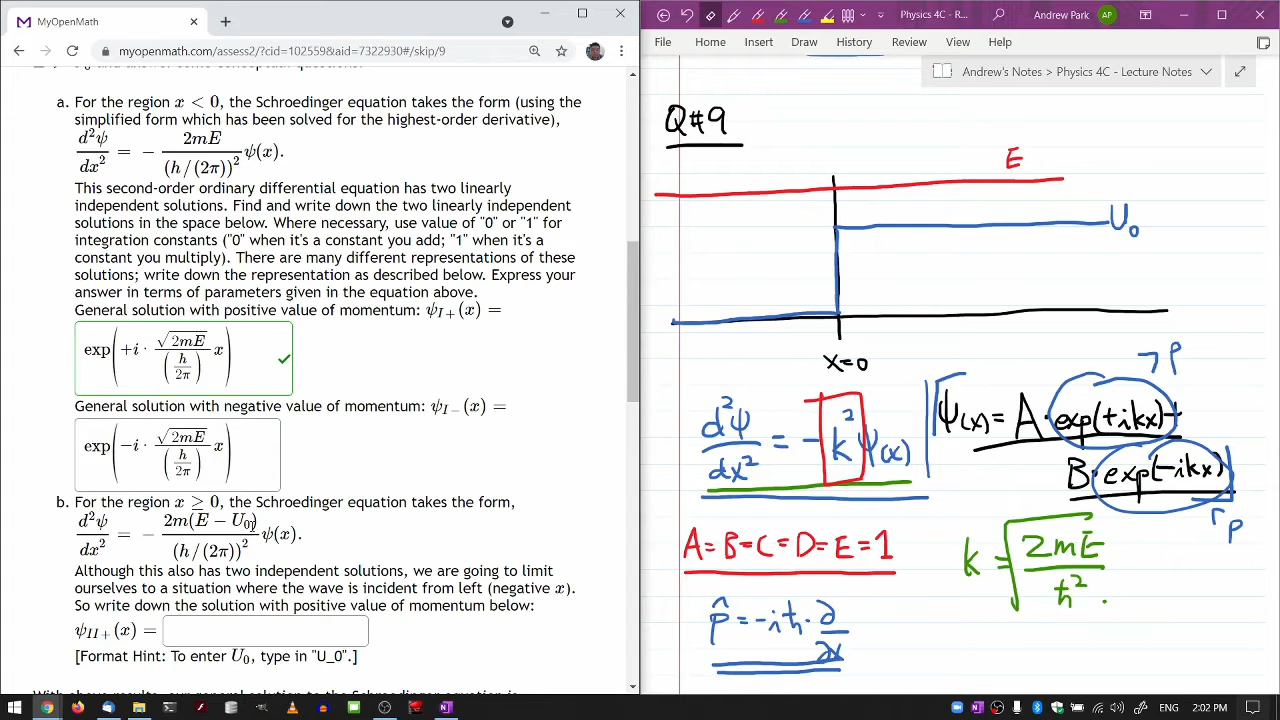 MyOpenMath
myopenmath.com/assess2/?cid=102559&aid=7322930#/skip/9
a. For the region x < 0, the Schroedinger equation takes the form (using the
simplified form which has been solved for the highest-order derivative),
d²ψ/dx² = − 2mE/(h/(2π))² ψ(x).
This second-order ordinary differential equation has two linearly
independent solutions. Find and write down the two linearly independent
solutions in the space below. Where necessary, use value of "0" or "1" for
integration constants ("0" when it's a constant you add; "1" when it's a
constant you multiply). There are many different representations of these
solutions; write down the representation as described below. Express your
answer in terms of parameters given in the equation above.
General solution with positive value of momentum: ψ_I+(x) =
exp(+i · √2mE/(h/2π) x)
General solution with negative value of momentum: ψ_I−(x) =
exp(−i · √2mE/(h/2π) x)
b. For the region x ≥ 0, the Schroedinger equation takes the form,
d²ψ/dx² = − 2m(E − U₀)/(h/(2π))² ψ(x).
Although this also has two independent solutions, we are going to limit
ourselves to a situation where the wave is incident from left (negative x).
So write down the solution with positive value of momentum below:
ψ_II+(x) =
[Format Hint: To enter U₀, type in "U_0".]
Physics 4C - R...
Andrew Park
AP
File Home Insert Draw History Review View Help
Andrew's Notes > Physics 4C - Lecture Notes
Q#9
E
U₀
x=0
d²ψ/dx² = −k² ψ(x)
ψ(x) = A·exp(+ikx)+
B·exp(−ikx)
p
p
A=B=C=D=E=1
k = √2mE/ħ²
p̂ = −iħ·∂/∂x
ENG 2:02 PM